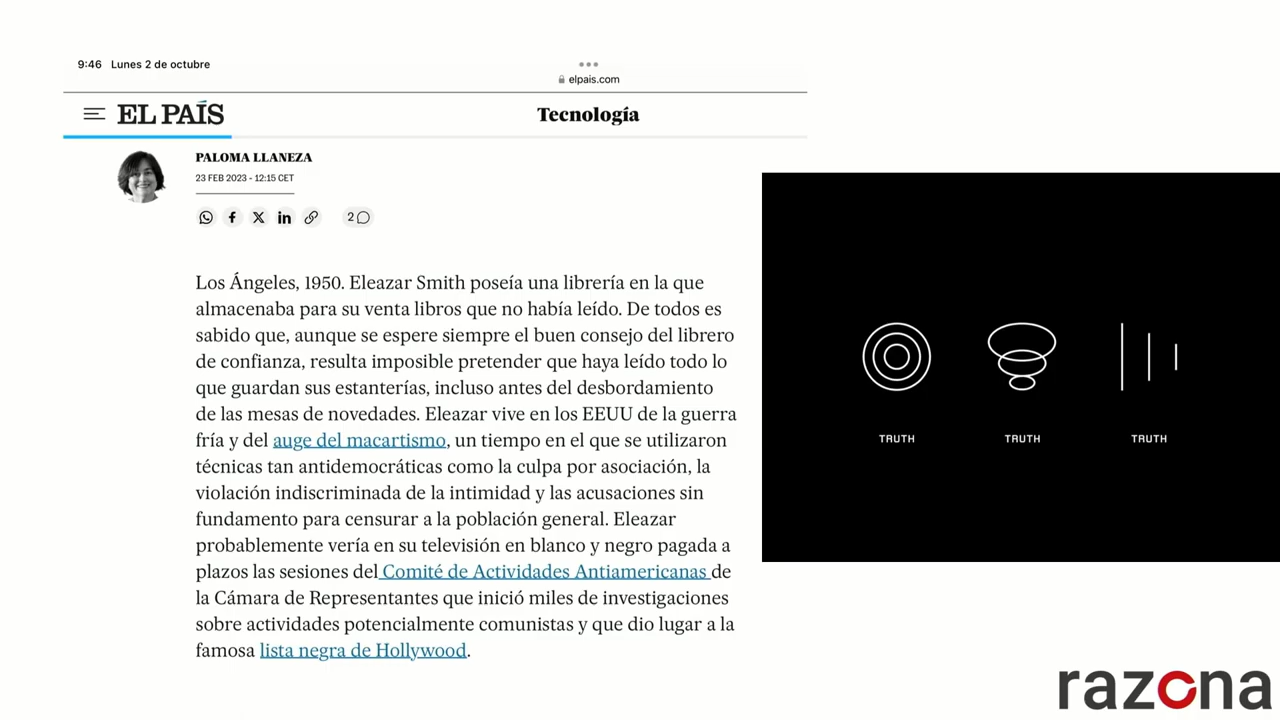 9:46 Lunes 2 de octubre
elpais.com
EL PAÍS
Tecnología
PALOMA LLANEZA
23 FEB 2023 - 12:15 CET
2
Los Ángeles, 1950. Eleazar Smith poseía una librería en la que
almacenaba para su venta libros que no había leído. De todos es
sabido que, aunque se espere siempre el buen consejo del librero
de confianza, resulta imposible pretender que haya leído todo lo
que guardan sus estanterías, incluso antes del desbordamiento
de las mesas de novedades. Eleazar vive en los EEUU de la guerra
fría y del auge del macartismo, un tiempo en el que se utilizaron
técnicas tan antidemocráticas como la culpa por asociación, la
violación indiscriminada de la intimidad y las acusaciones sin
fundamento para censurar a la población general. Eleazar
probablemente vería en su televisión en blanco y negro pagada a
plazos las sesiones del Comité de Actividades Antiamericanas de
la Cámara de Representantes que inició miles de investigaciones
sobre actividades potencialmente comunistas y que dio lugar a la
famosa lista negra de Hollywood.
TRUTH TRUTH TRUTH
razona